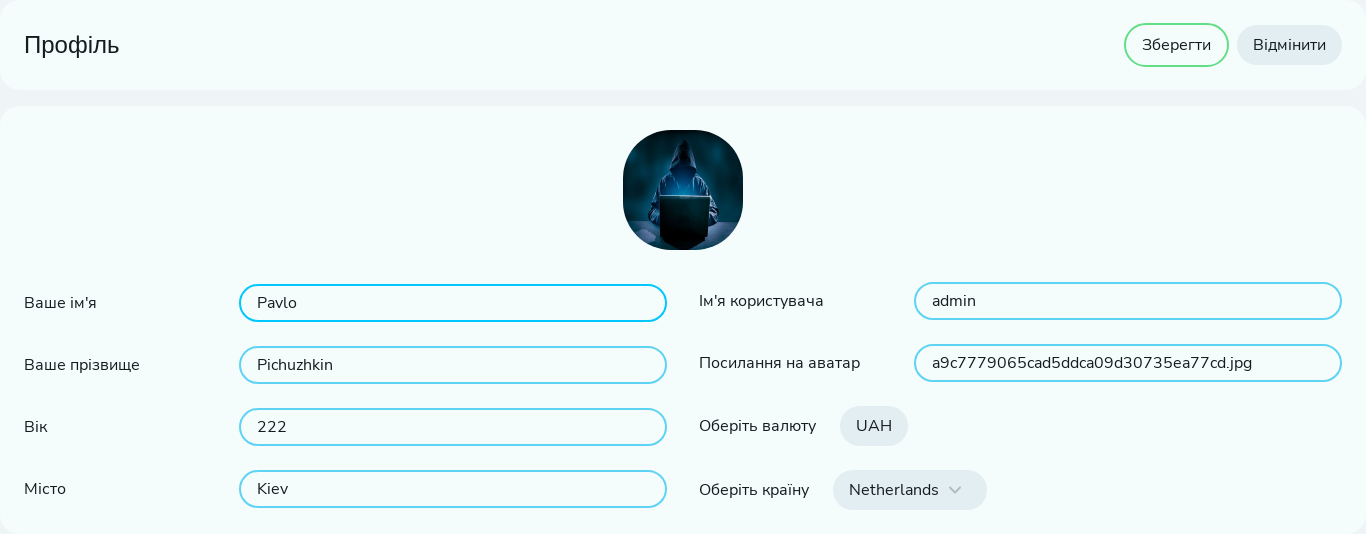 Профіль
Зберегти
Відмінити
Ваше ім'я
Pavlo
Ваше прізвище
Pichuzhkin
Вік
222
Місто
Kiev
Ім'я користувача
admin
Посилання на аватар
a9c7779065cad5ddca09d30735ea77cd.jpg
Оберіть валюту
UAH
Оберіть країну
Netherlands